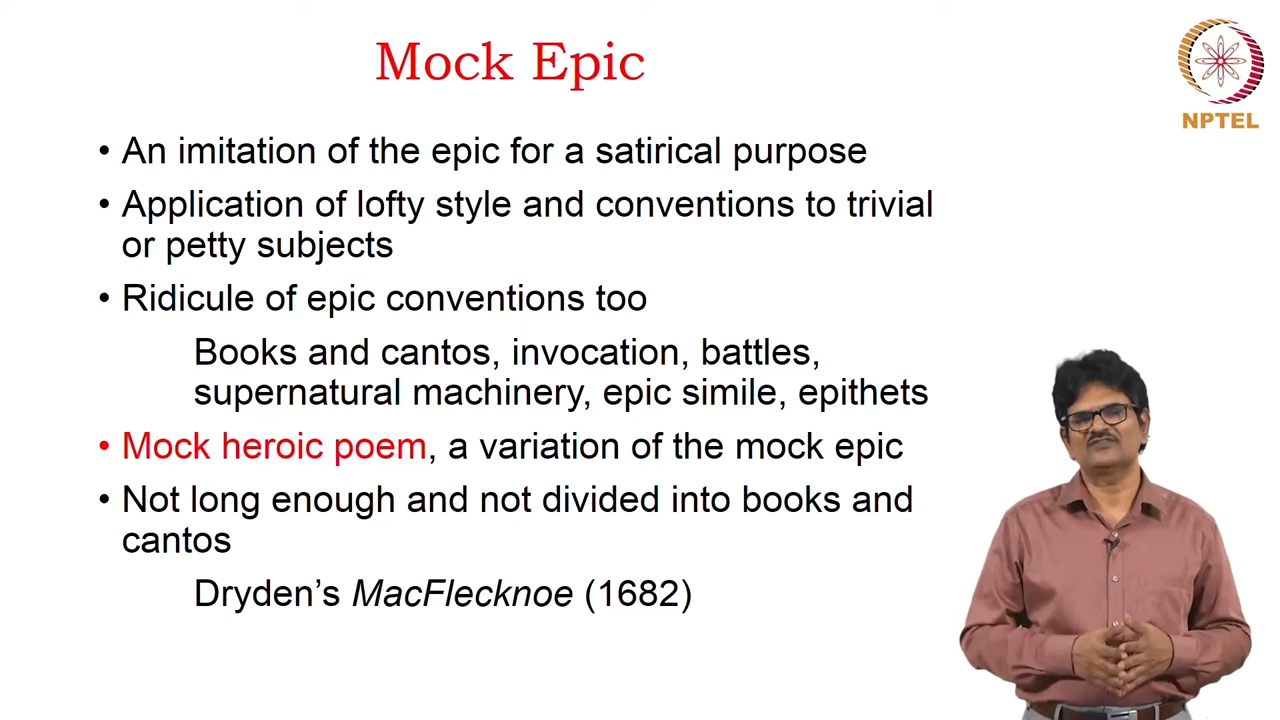 Mock Epic
NPTEL
• An imitation of the epic for a satirical purpose
• Application of lofty style and conventions to trivial
or petty subjects
• Ridicule of epic conventions too
Books and cantos, invocation, battles,
supernatural machinery, epic simile, epithets
• Mock heroic poem, a variation of the mock epic
• Not long enough and not divided into books and
cantos
Dryden’s MacFlecknoe (1682)